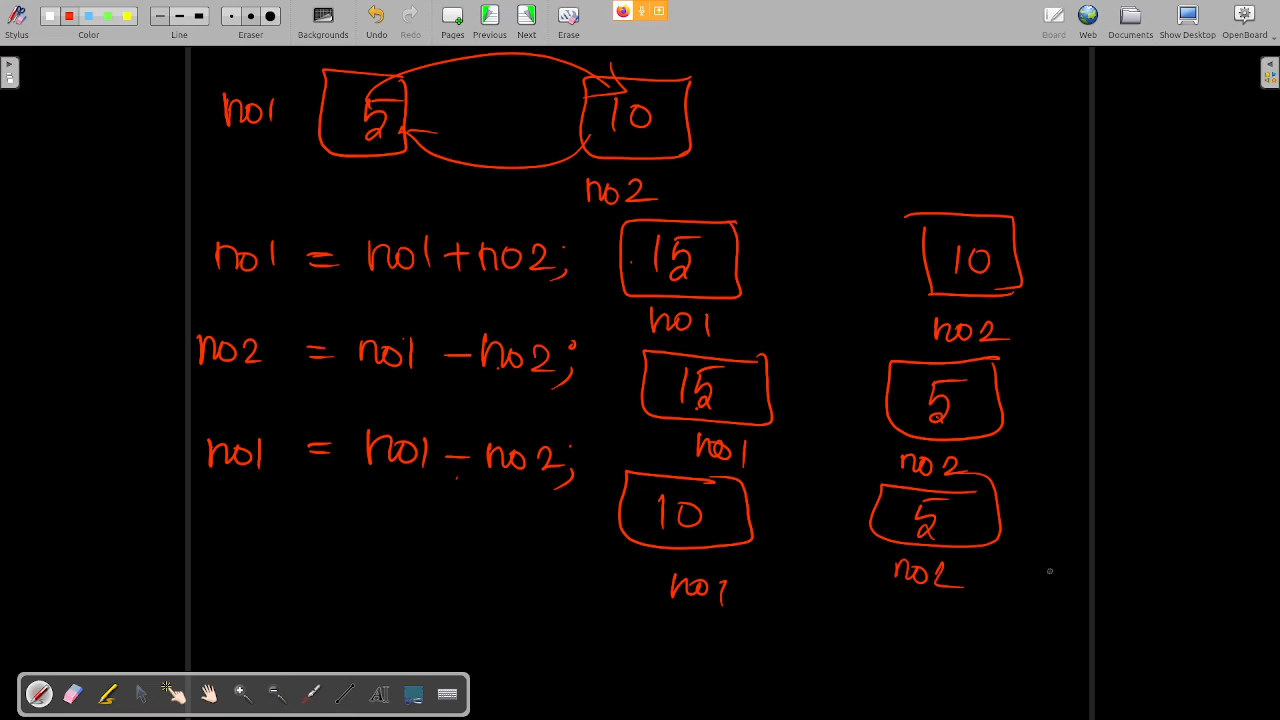 Stylus Color Line Eraser Backgrounds Undo Redo Pages Previous Next Erase Board Web Documents Show Desktop OpenBoard
no1 5 10
no2
no1 = no1+no2; 15 10
no1 no2
no2 = no1 - no2; 15 5
no1 no2
no1 = no1 - no2; 10 5
no1 no2